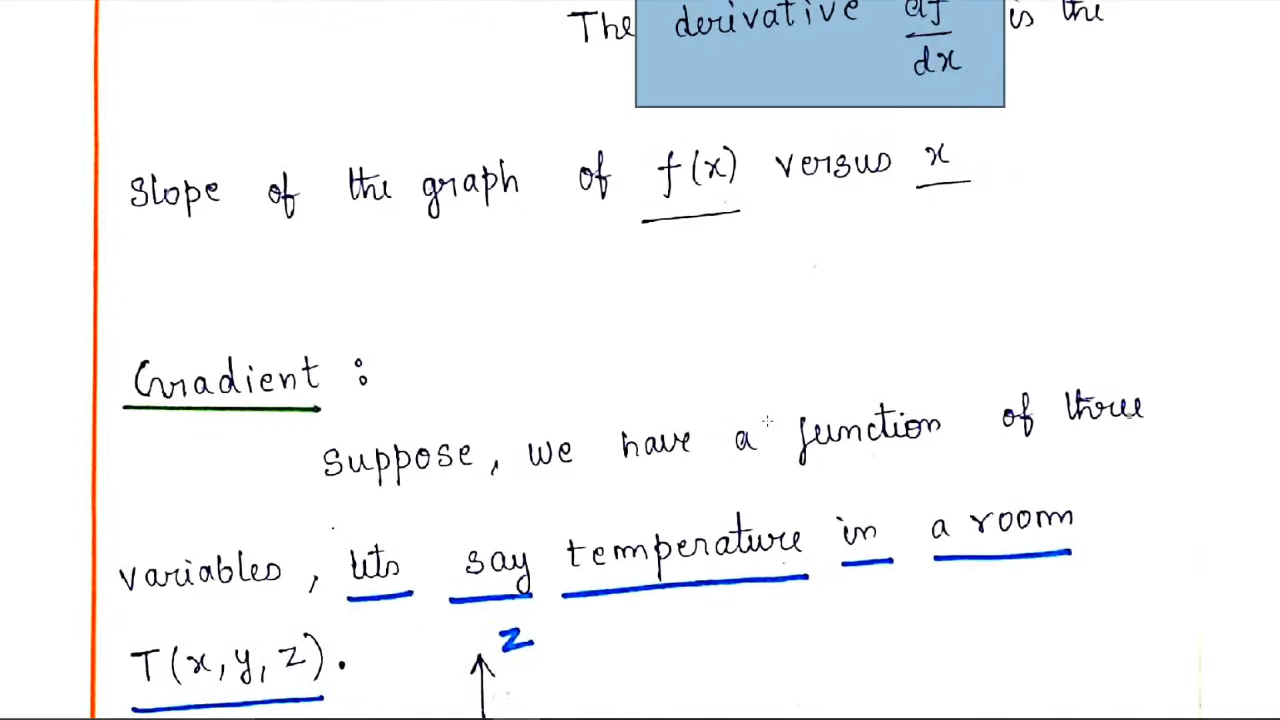 The derivative df/dx is the
slope of the graph of f(x) versus x
Gradient :
suppose, we have a function of three
variables, lets say temperature in a room
T(x, y, z).
z